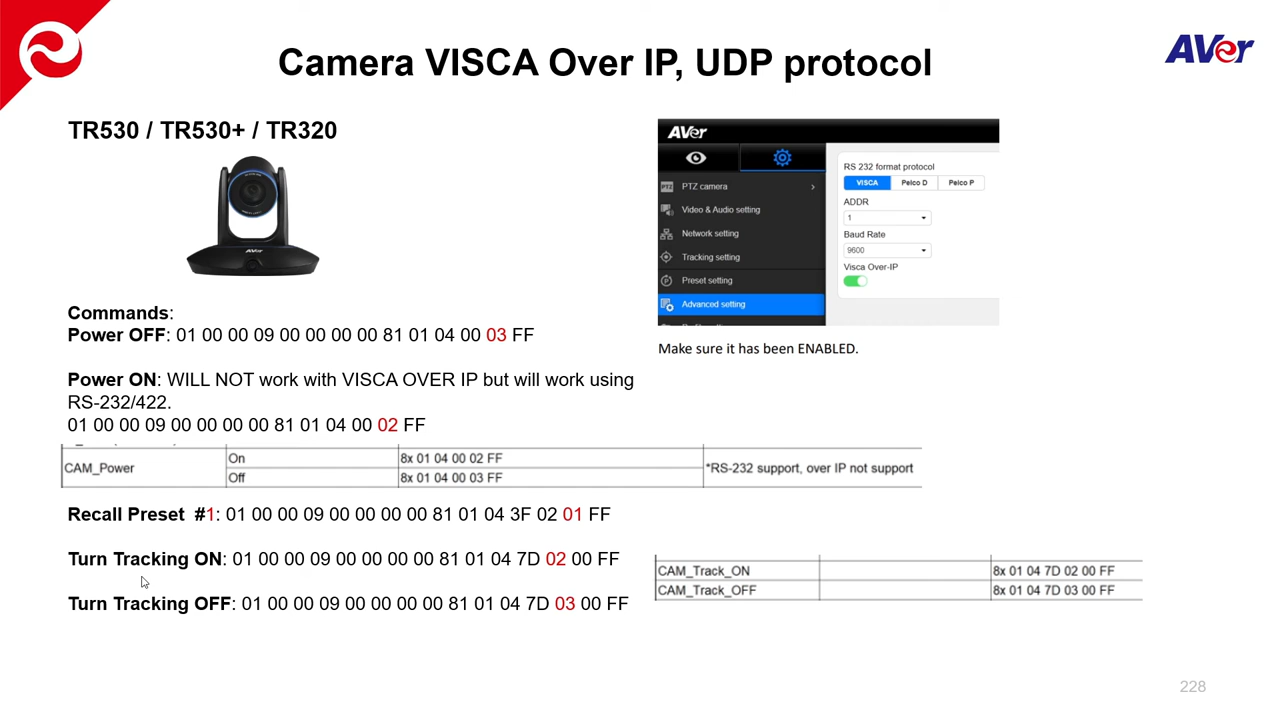 Camera VISCA Over IP, UDP protocol
AVer
TR530 / TR530+ / TR320
AVer
Commands:
Power OFF: 01 00 00 09 00 00 00 00 81 01 04 00 03 FF
Power ON: WILL NOT work with VISCA OVER IP but will work using
RS-232/422.
01 00 00 09 00 00 00 00 81 01 04 00 02 FF
AVer
PTZ
PTZ camera
Video & Audio setting
Network setting
Tracking setting
Preset setting
Advanced setting
RS 232 format protocol
VISCA Pelco D Pelco P
ADDR
1
Baud Rate
9600
Visca Over-IP
Make sure it has been ENABLED.
CAM_Power
On 8x 01 04 00 02 FF
Off 8x 01 04 00 03 FF
*RS-232 support, over IP not support
Recall Preset #1: 01 00 00 09 00 00 00 00 81 01 04 3F 02 01 FF
Turn Tracking ON: 01 00 00 09 00 00 00 00 81 01 04 7D 02 00 FF
Turn Tracking OFF: 01 00 00 09 00 00 00 00 81 01 04 7D 03 00 FF
CAM_Track_ON 8x 01 04 7D 02 00 FF
CAM_Track_OFF 8x 01 04 7D 03 00 FF
228